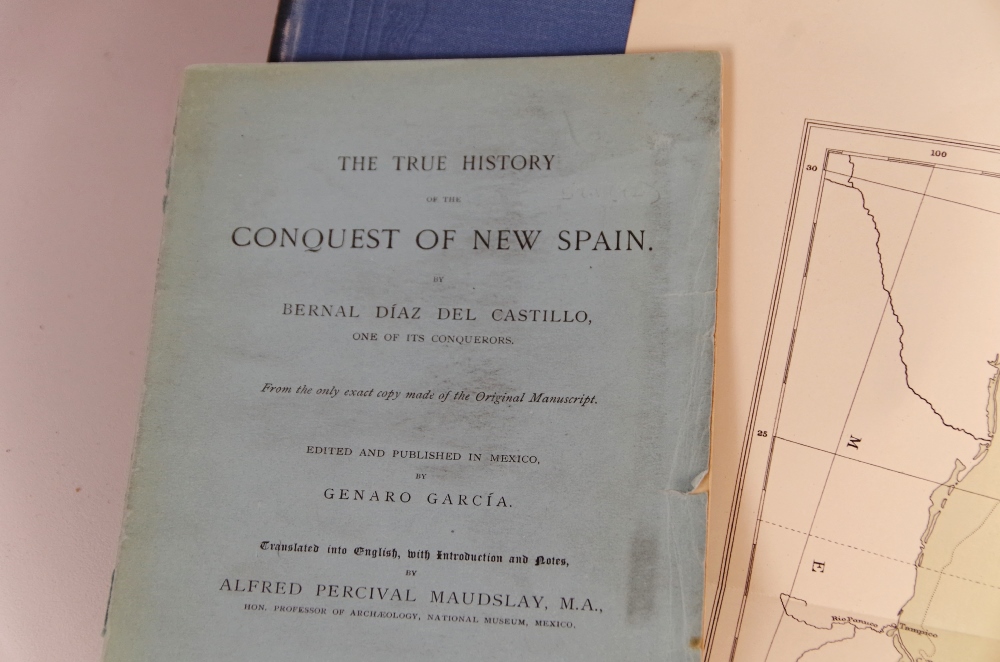 THE TRUE HISTORY
OF THE
CONQUEST OF NEW SPAIN.
BY
BERNAL DÍAZ DEL CASTILLO,
ONE OF ITS CONQUERORS.
From the only exact copy made of the Original Manuscript.
EDITED AND PUBLISHED IN MEXICO,
BY
GENARO GARCÍA.
Translated into English, with Introduction and Notes,
BY
ALFRED PERCIVAL MAUDSLAY, M.A.,
HON. PROFESSOR OF ARCHÆOLOGY, NATIONAL MUSEUM, MEXICO.
100
30
25
M
E
Rio Panuco
Tampico